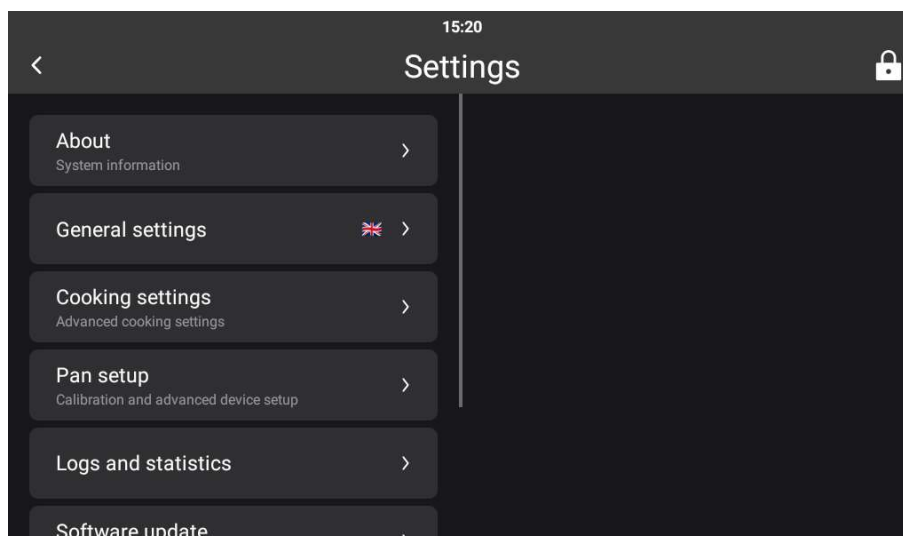 15:20
Settings
About
System information
General settings
Cooking settings
Advanced cooking settings
Pan setup
Calibration and advanced device setup
Logs and statistics
Software update